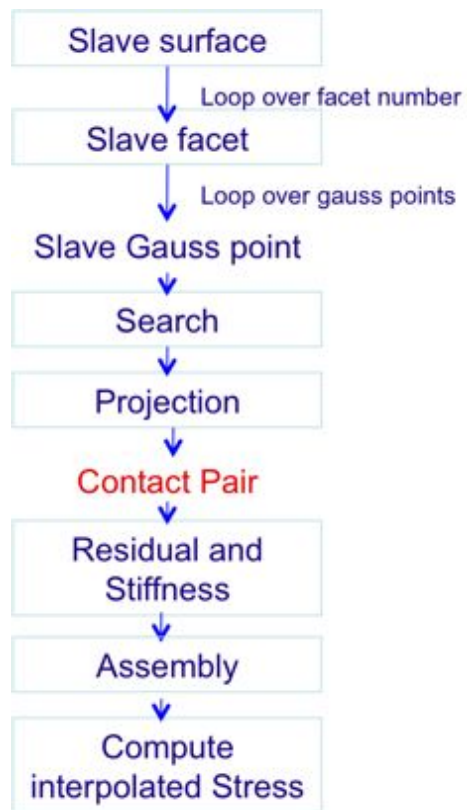 Slave surface
Loop over facet number
Slave facet
Loop over gauss points
Slave Gauss point
Search
Projection
Contact Pair
Residual and
Stiffness
Assembly
Compute
interpolated Stress